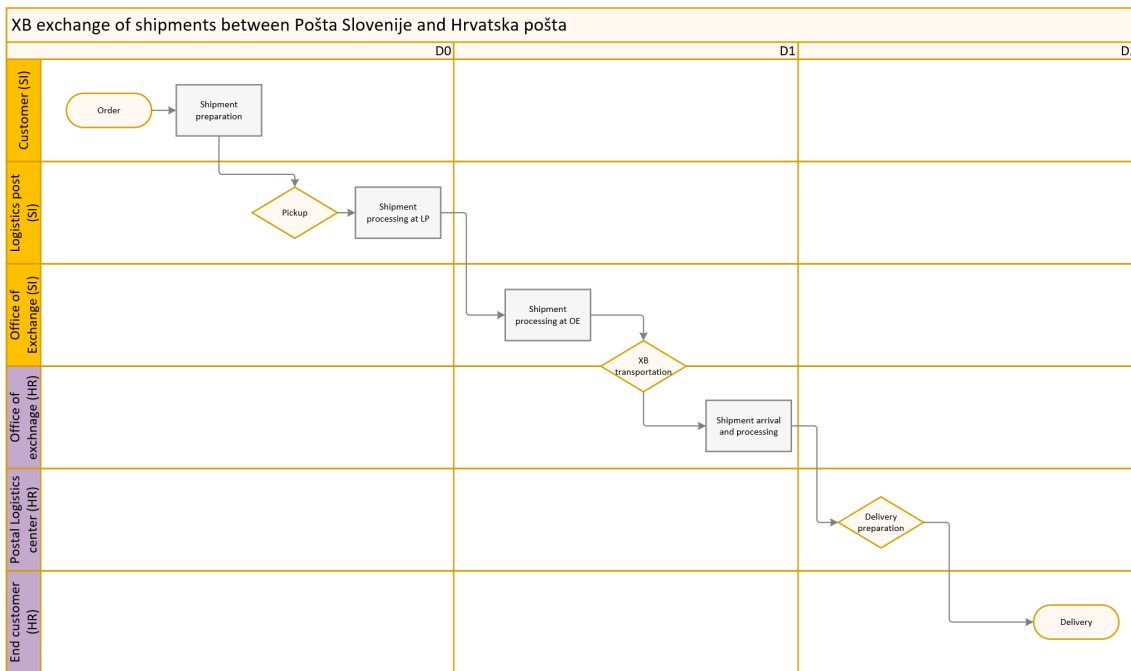 XB exchange of shipments between Pošta Slovenije and Hrvatska pošta
D0
D1
Customer (SI)
Order
Shipment
preparation
Logistics post
(SI)
Pickup
Shipment
processing at LP
Office of
Exchange (SI)
Shipment
processing at OE
XB
transportation
Office of
exchnage (HR)
Shipment arrival
and processing
Postal Logistics
center (HR)
Delivery
preparation
End customer
(HR)
Delivery